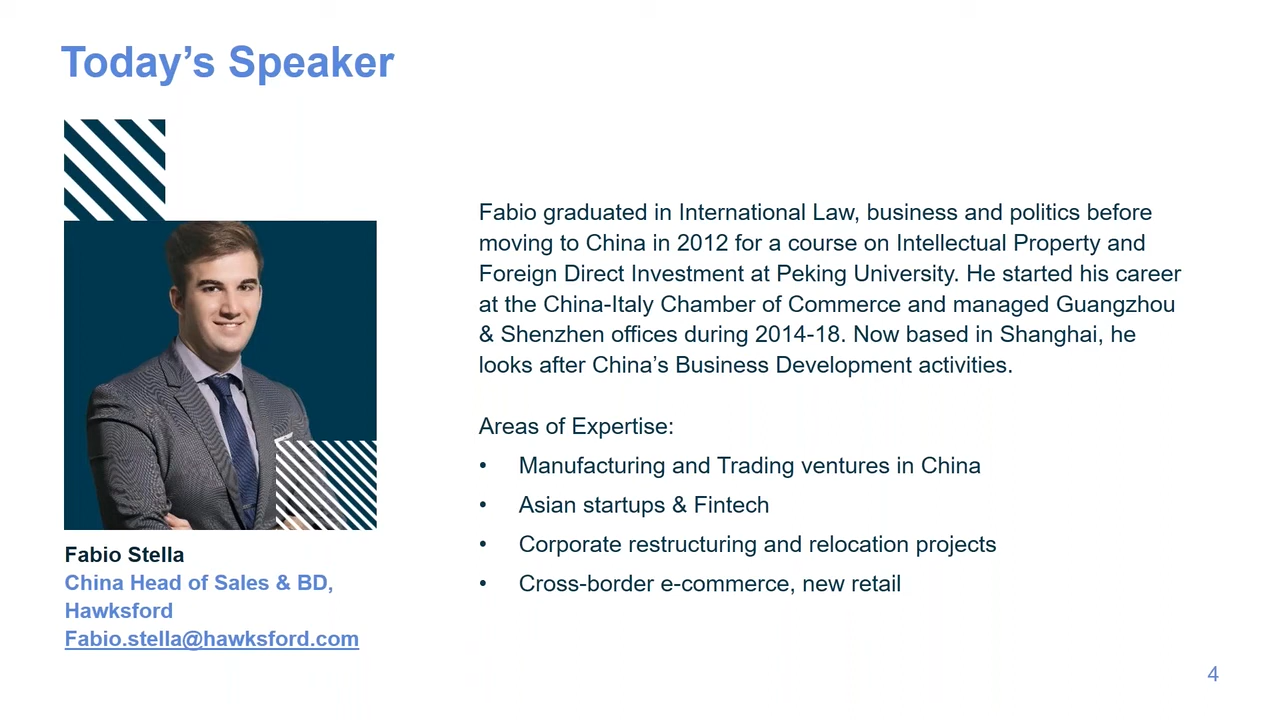 Today’s Speaker
Fabio graduated in International Law, business and politics before
moving to China in 2012 for a course on Intellectual Property and
Foreign Direct Investment at Peking University. He started his career
at the China-Italy Chamber of Commerce and managed Guangzhou
& Shenzhen offices during 2014-18. Now based in Shanghai, he
looks after China’s Business Development activities.
Areas of Expertise:
• Manufacturing and Trading ventures in China
• Asian startups & Fintech
• Corporate restructuring and relocation projects
• Cross-border e-commerce, new retail
Fabio Stella
China Head of Sales & BD,
Hawksford
Fabio.stella@hawksford.com
4